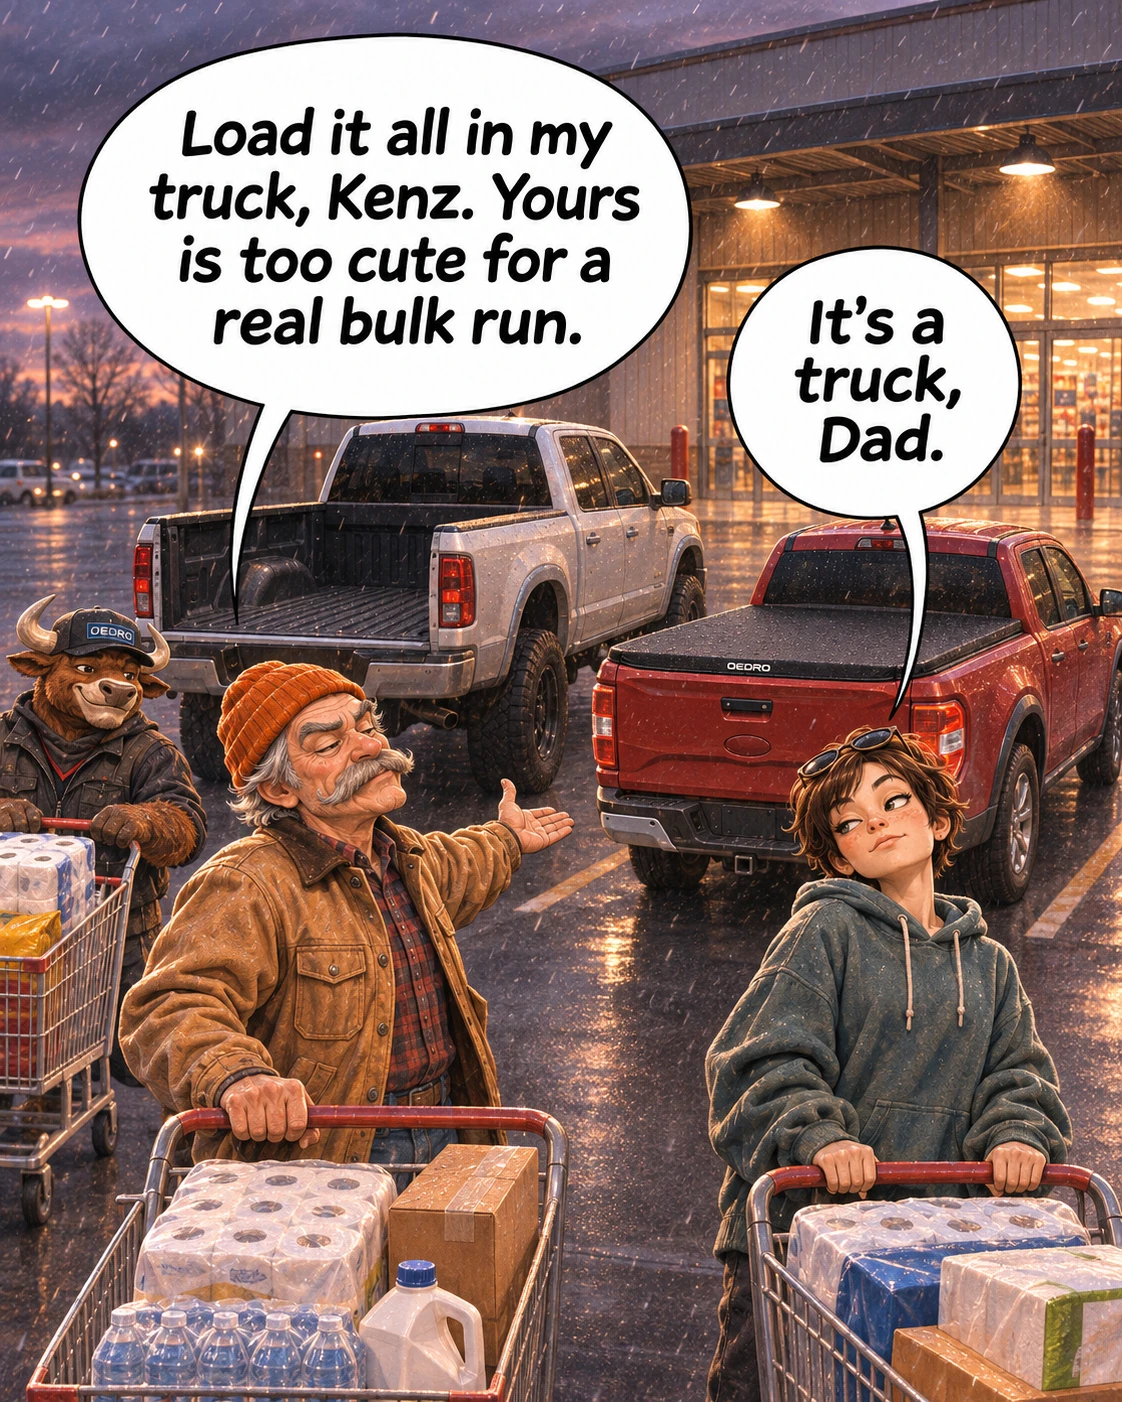 Load it all in my
truck, Kenz. Yours
is too cute for a
real bulk run.
It's a
truck,
Dad.
OEDRO
OEDRO